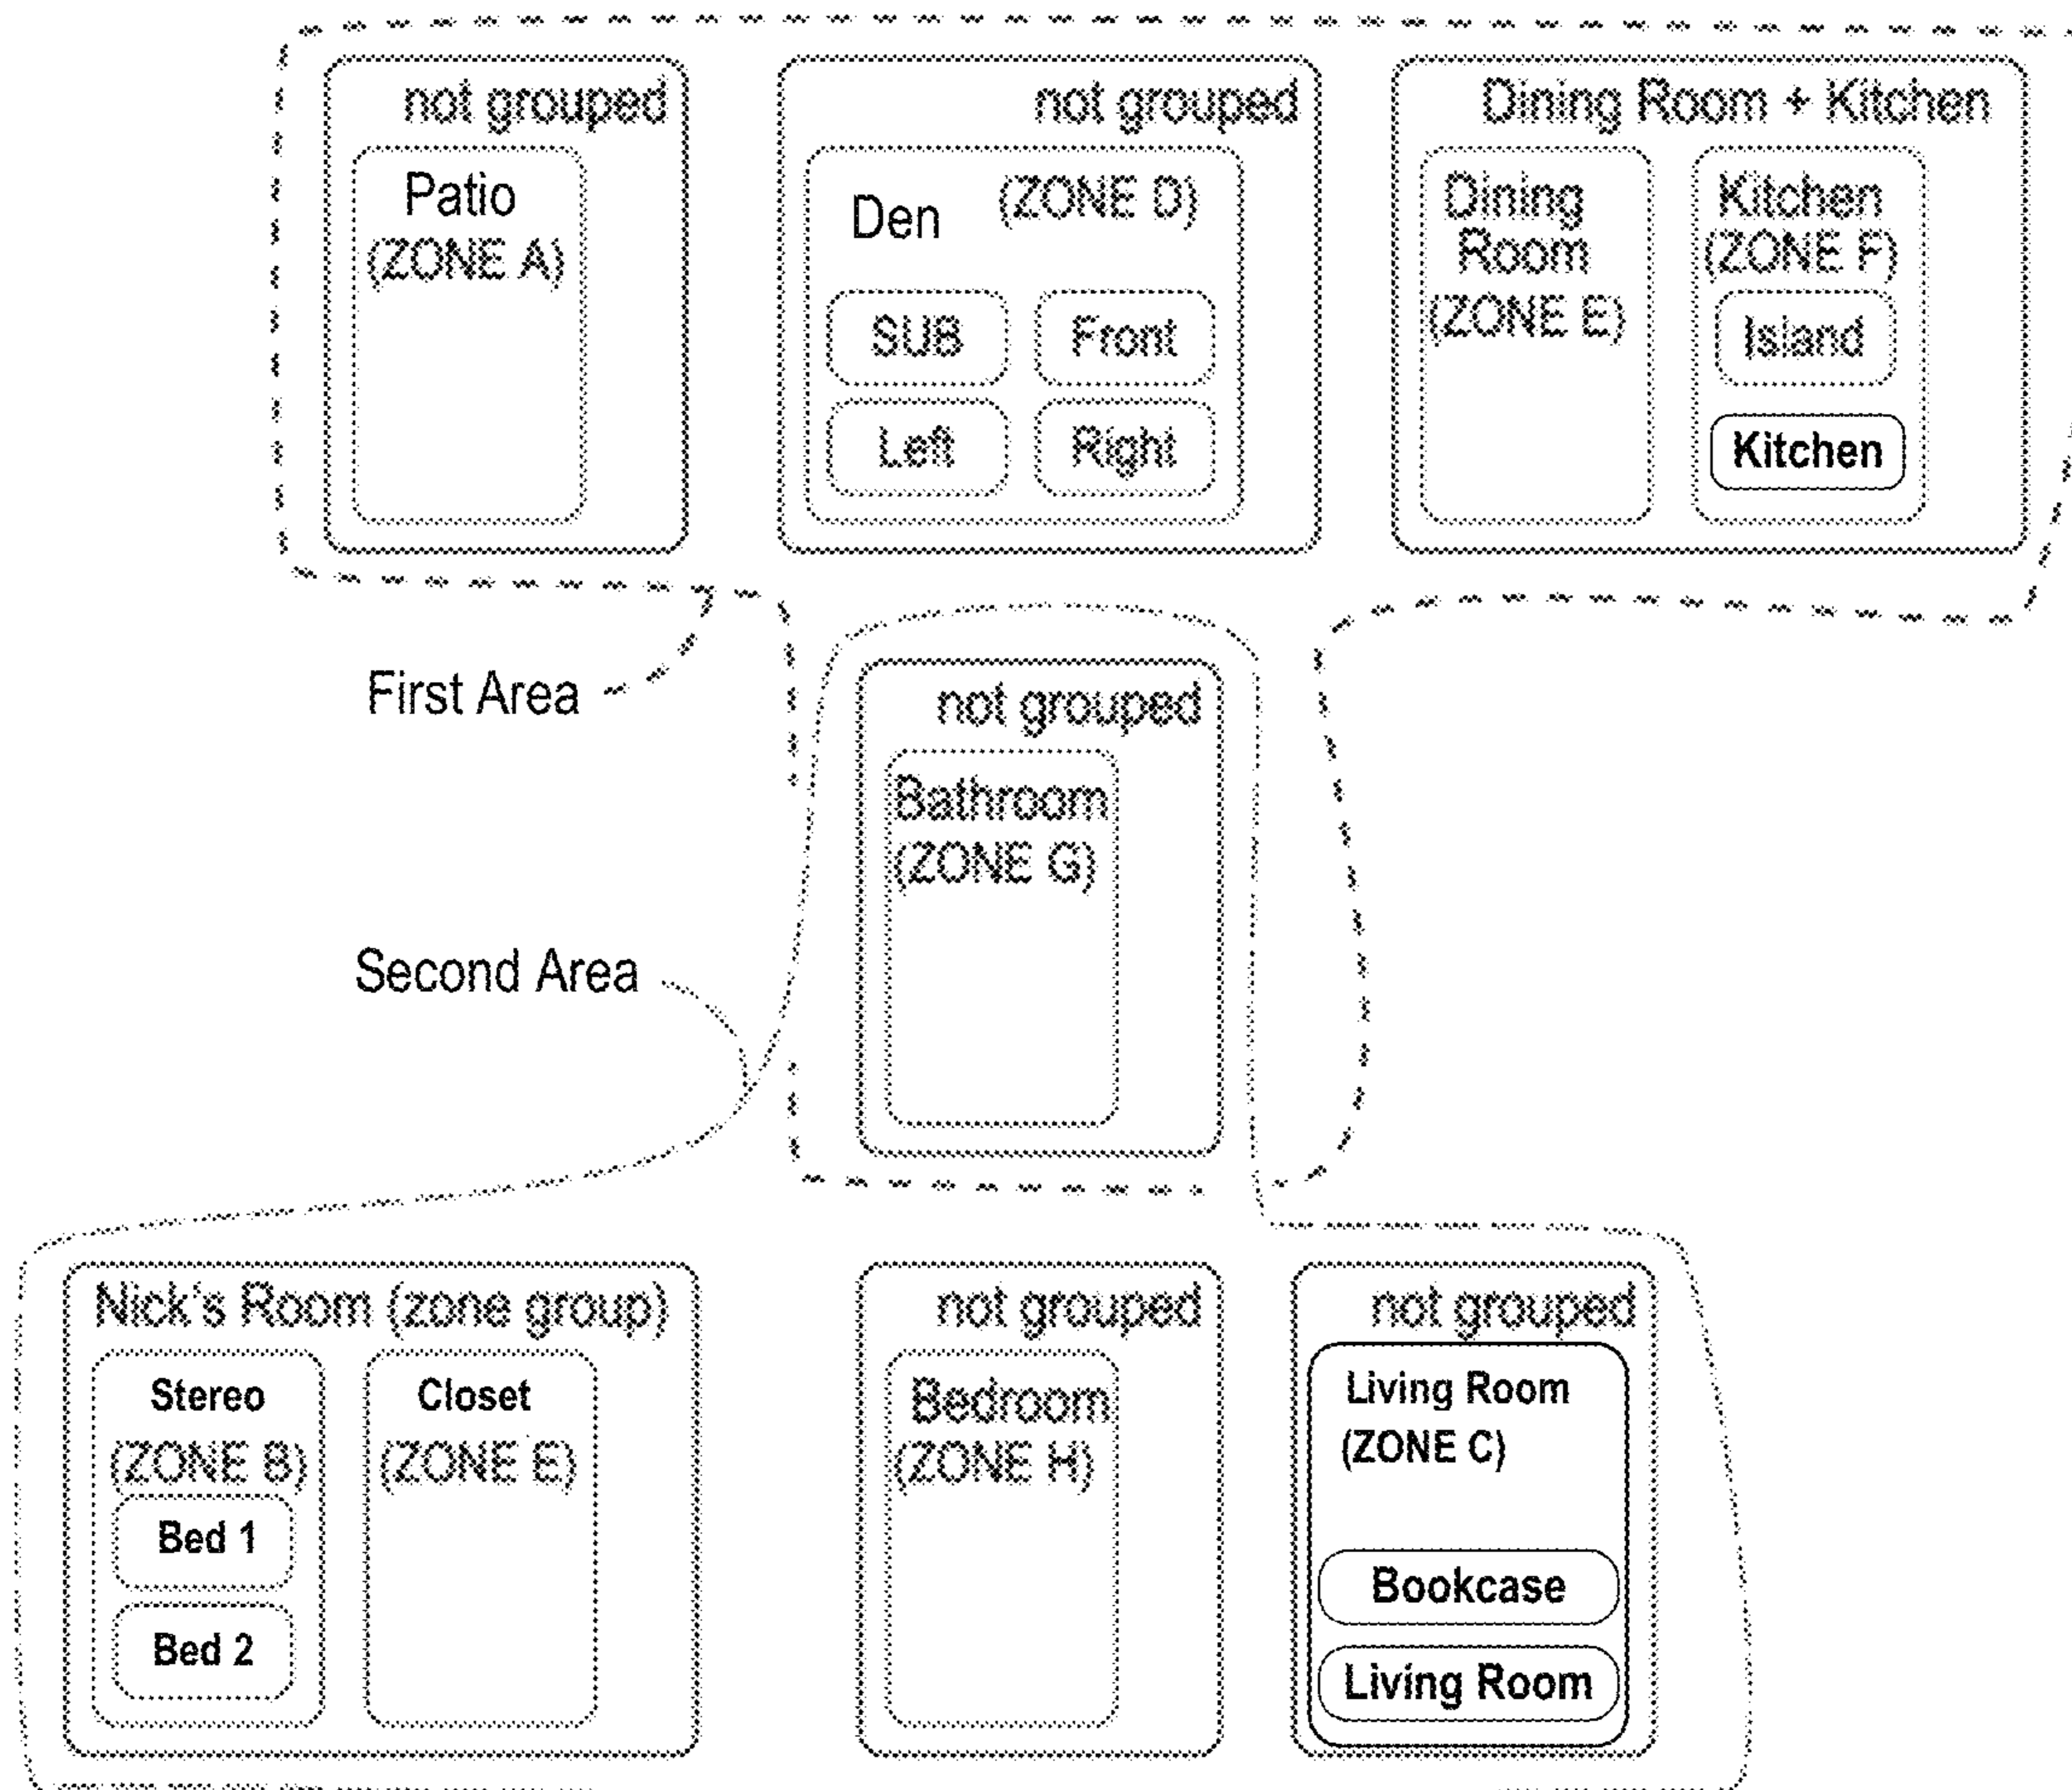 not grouped
Patio
(ZONE A)
not grouped
Den (ZONE D)
SUB Front
Left Right
Dining Room + Kitchen
Dining
Room
(ZONE E)
Kitchen
(ZONE F)
Island
Kitchen
First Area
not grouped
Bathroom
(ZONE G)
Second Area
Nick's Room (zone group)
Stereo
(ZONE B)
Bed 1
Bed 2
Closet
(ZONE E)
not grouped
Bedroom
(ZONE H)
not grouped
Living Room
(ZONE C)
Bookcase
Living Room